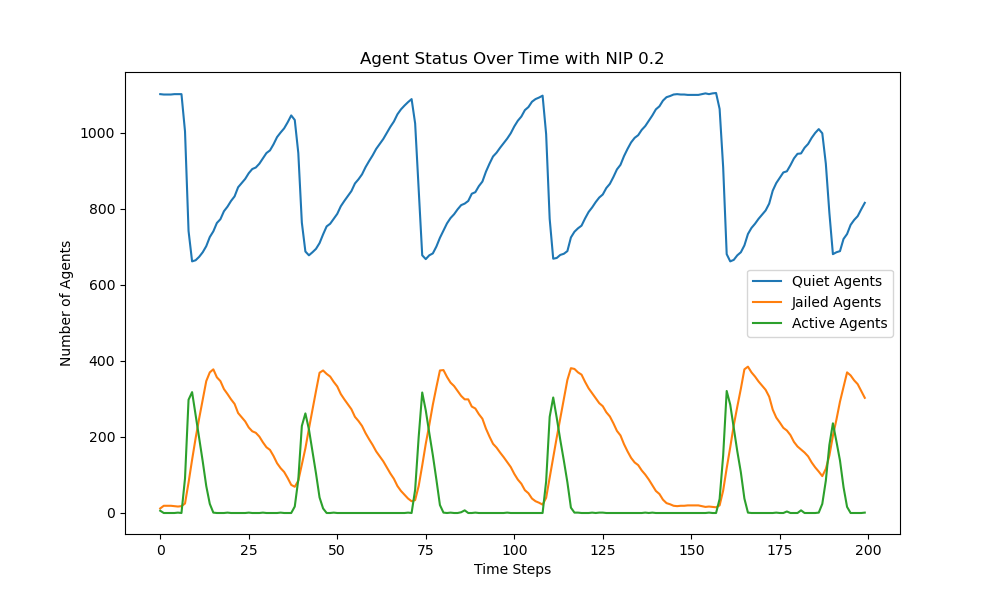 Agent Status Over Time with NIP 0.2
Number of Agents
1000
800
600
400
200
0
Quiet Agents
Jailed Agents
Active Agents
0 25 50 75 100 125 150 175 200
Time Steps